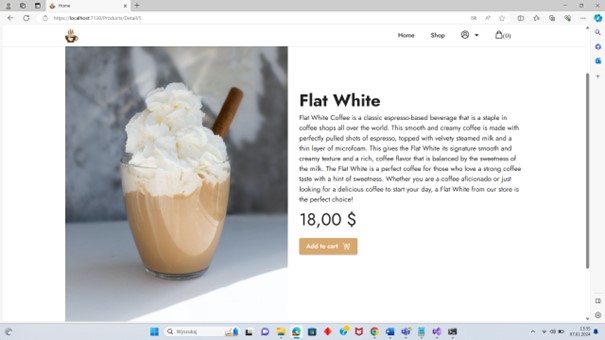 Home
https://localhost:7108/Products/Detail/5
Home
Shop
(0)
Flat White
Flat White Coffee is a classic espresso-based beverage that is a staple in
coffee shops all over the world. This smooth and creamy coffee is made with
perfectly pulled shots of espresso, topped with velvety steamed milk and a
thin layer of microfoam. This gives the Flat White its signature smooth and
creamy texture and a rich, coffee flavor that is balanced by the sweetness of
the milk. The Flat White is a perfect coffee for those who love a strong coffee
taste with a hint of sweetness. Whether you are a coffee aficionado or just
looking for a delicious coffee to start your day, a Flat White from our store is
the perfect choice!
18,00 $
Add to cart
Wyszukaj